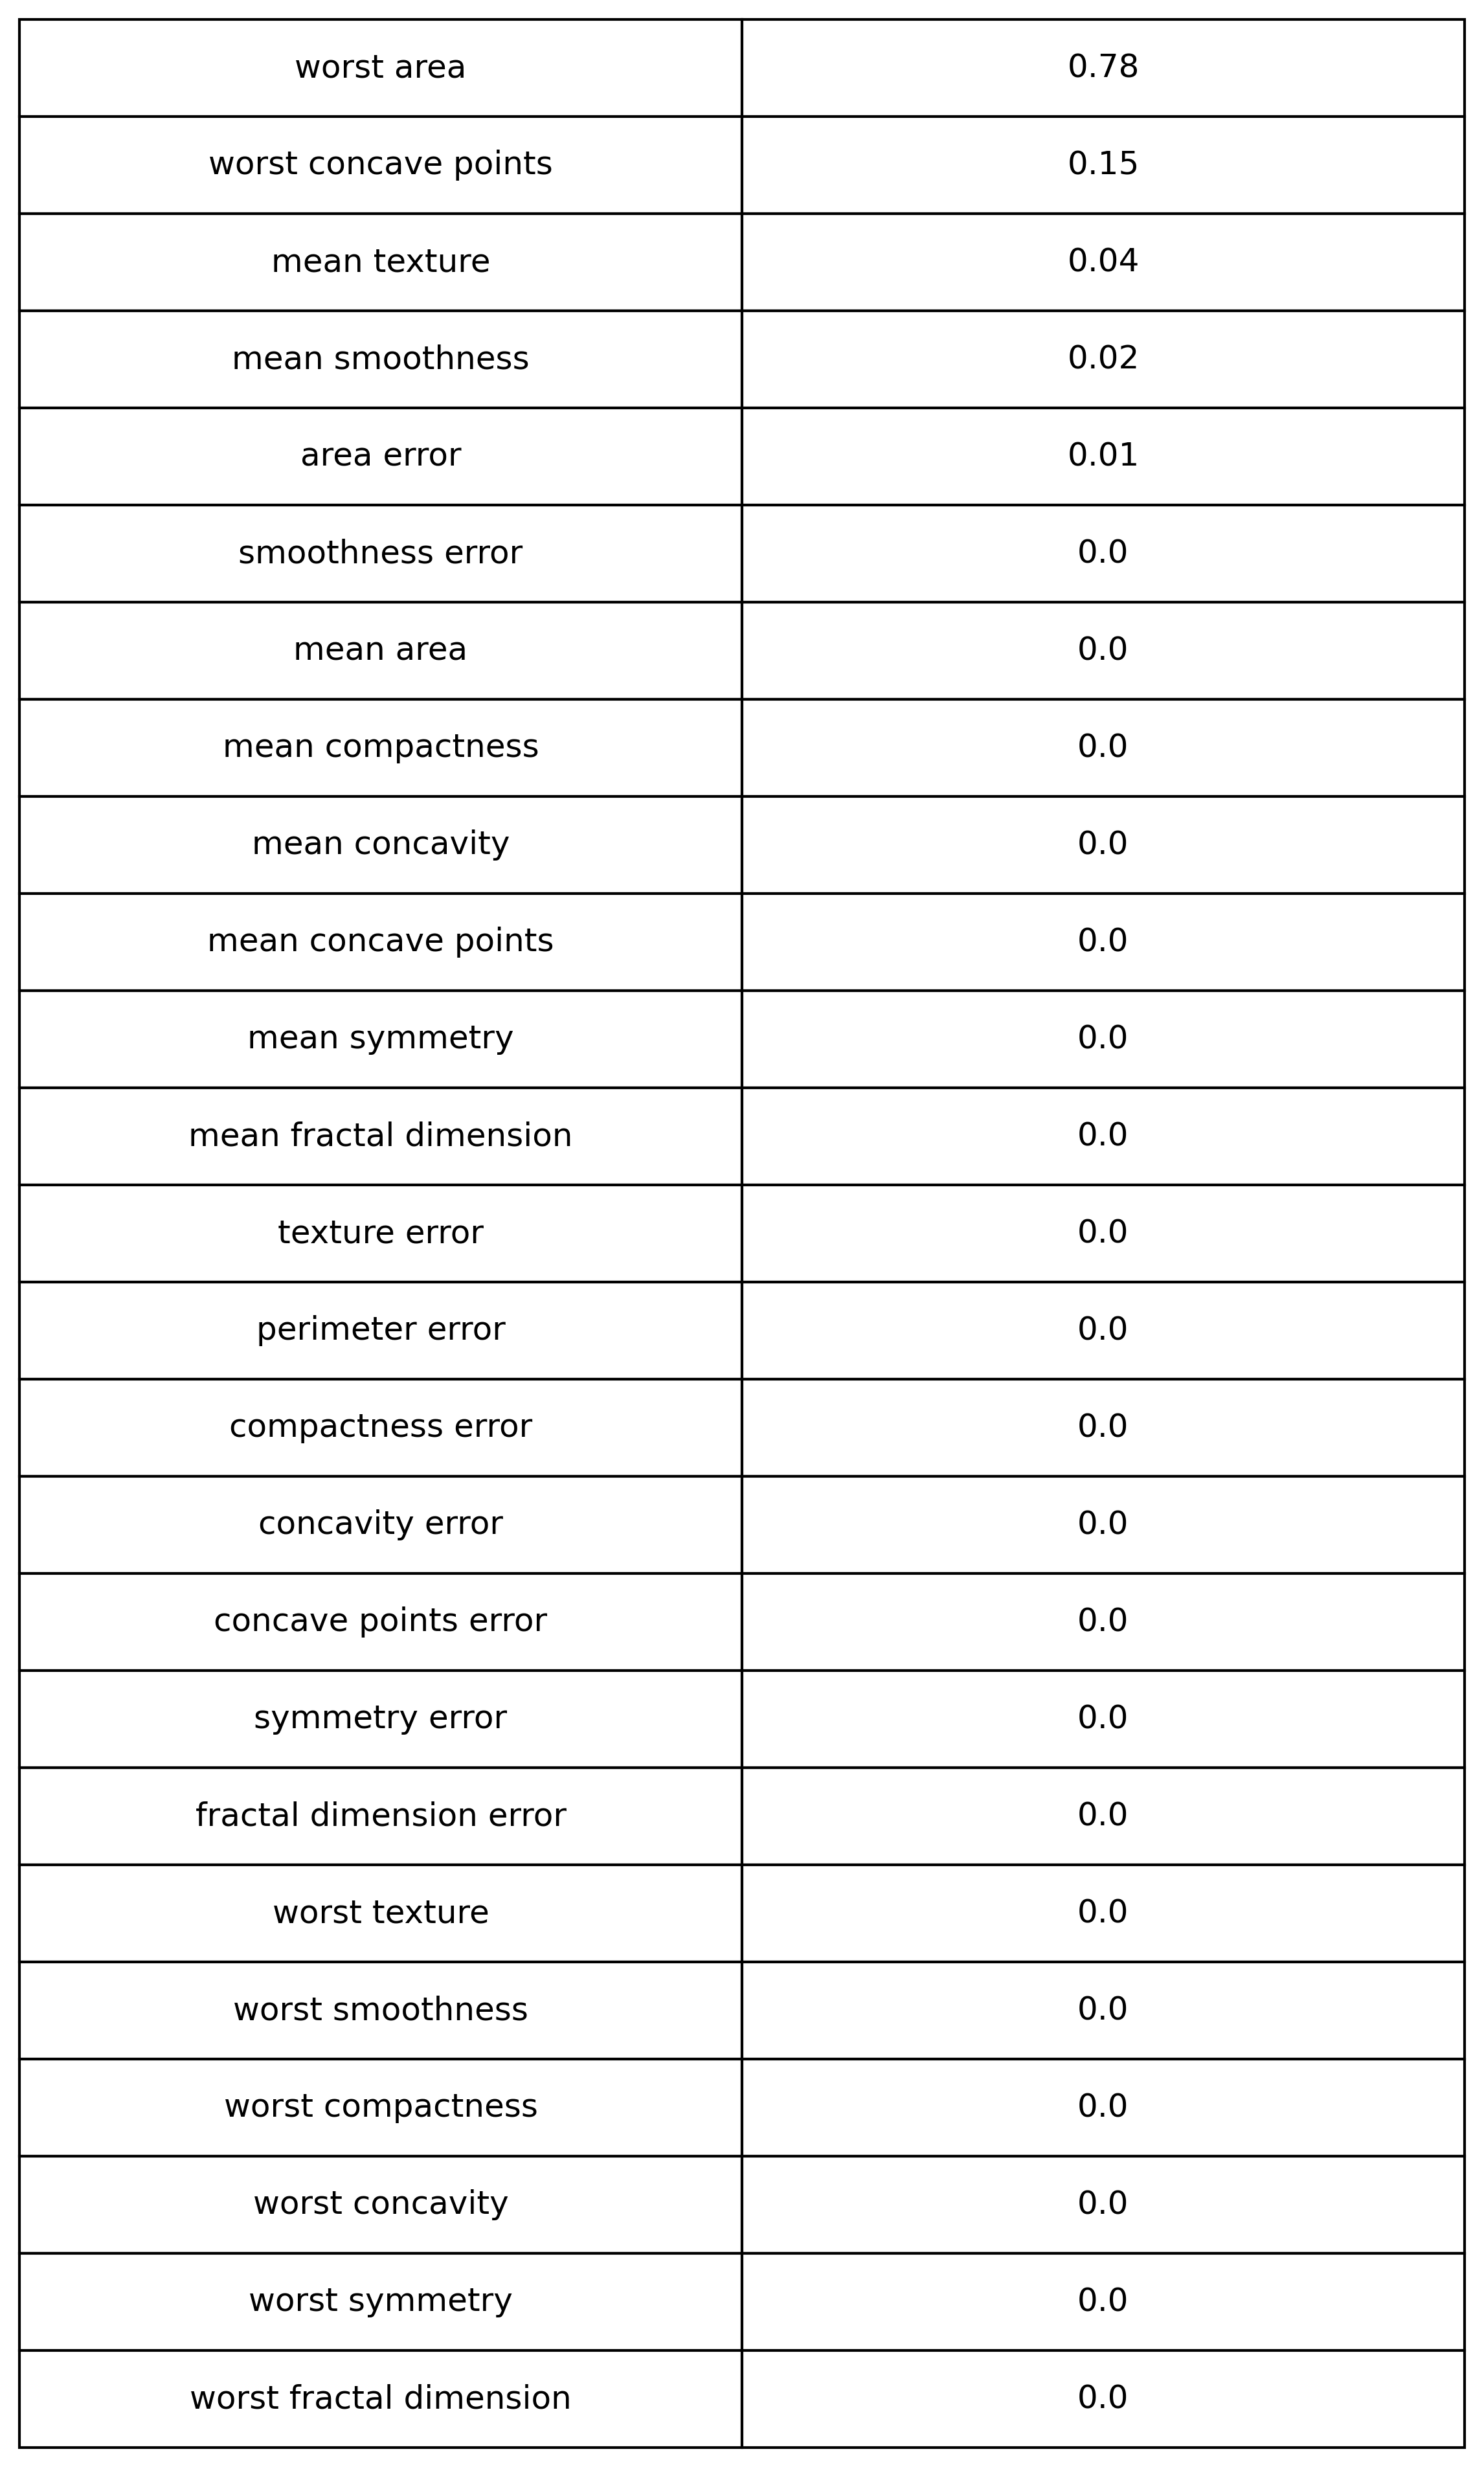 worst area 0.78
worst concave points 0.15
mean texture 0.04
mean smoothness 0.02
area error 0.01
smoothness error 0.0
mean area 0.0
mean compactness 0.0
mean concavity 0.0
mean concave points 0.0
mean symmetry 0.0
mean fractal dimension 0.0
texture error 0.0
perimeter error 0.0
compactness error 0.0
concavity error 0.0
concave points error 0.0
symmetry error 0.0
fractal dimension error 0.0
worst texture 0.0
worst smoothness 0.0
worst compactness 0.0
worst concavity 0.0
worst symmetry 0.0
worst fractal dimension 0.0